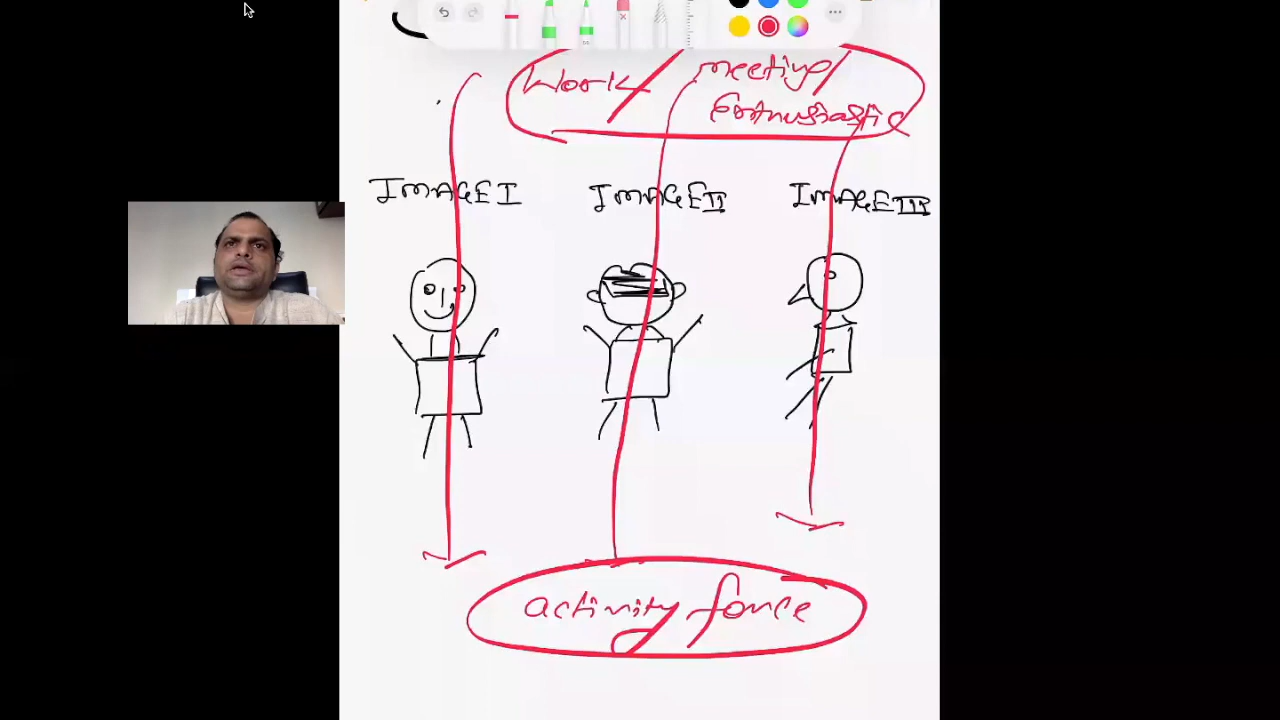 Work/ meeting/
Enthusiastic
IMAGE I
IMAGE II
IMAGE III
activity force